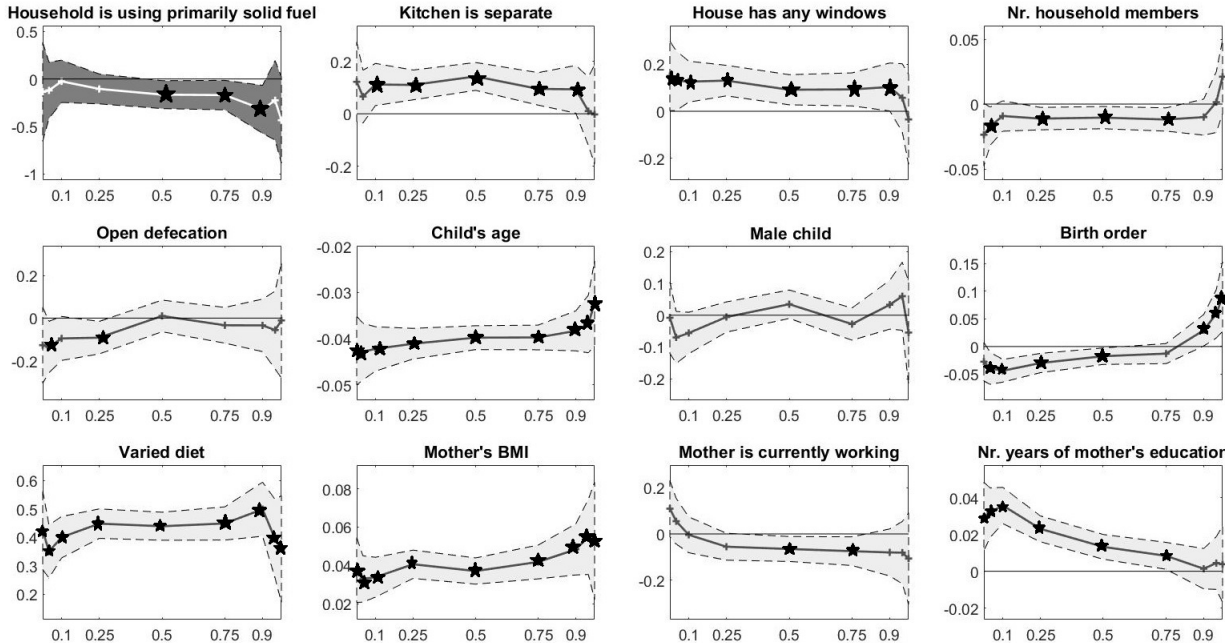 Household is using primarily solid fuel
0.5
0
-0.5
-1
0.1 0.25 0.5 0.75 0.9
Kitchen is separate
0.2
0
-0.2
0.1 0.25 0.5 0.75 0.9
House has any windows
0.2
0
-0.2
0.1 0.25 0.5 0.75 0.9
Nr. household members
0.05
0
-0.05
0.1 0.25 0.5 0.75 0.9
Open defecation
0.2
0
-0.2
0.1 0.25 0.5 0.75 0.9
Child's age
-0.02
-0.03
-0.04
-0.05
0.1 0.25 0.5 0.75 0.9
Male child
0.2
0.1
0
-0.1
-0.2
0.1 0.25 0.5 0.75 0.9
Birth order
0.15
0.1
0.05
0
-0.05
0.1 0.25 0.5 0.75 0.9
Varied diet
0.6
0.5
0.4
0.3
0.2
0.1 0.25 0.5 0.75 0.9
Mother's BMI
0.08
0.06
0.04
0.02
0.1 0.25 0.5 0.75 0.9
Mother is currently working
0.2
0
-0.2
0.1 0.25 0.5 0.75 0.9
Nr. years of mother's education
0.04
0.02
0
-0.02
0.1 0.25 0.5 0.75 0.9